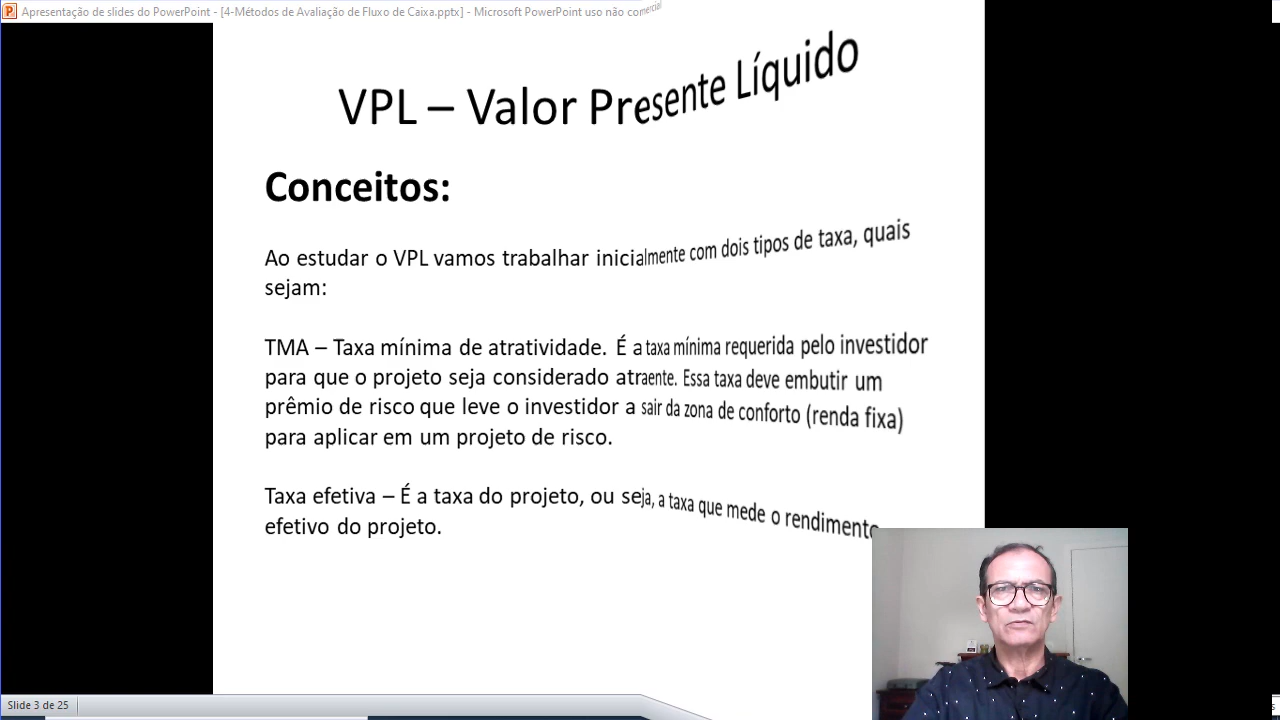 Apresentação de slides do PowerPoint - [4-Métodos de Avaliação de Fluxo de Caixa.pptx] - Microsoft PowerPoint uso não comercial
VPL – Valor Presente Líquido
Conceitos:
Ao estudar o VPL vamos trabalhar inicialmente com dois tipos de taxa, quais
sejam:
TMA – Taxa mínima de atratividade. É a taxa mínima requerida pelo investidor
para que o projeto seja considerado atraente. Essa taxa deve embutir um
prêmio de risco que leve o investidor a sair da zona de conforto (renda fixa)
para aplicar em um projeto de risco.
Taxa efetiva – É a taxa do projeto, ou seja, a taxa que mede o rendimento
efetivo do projeto.
Slide 3 de 25